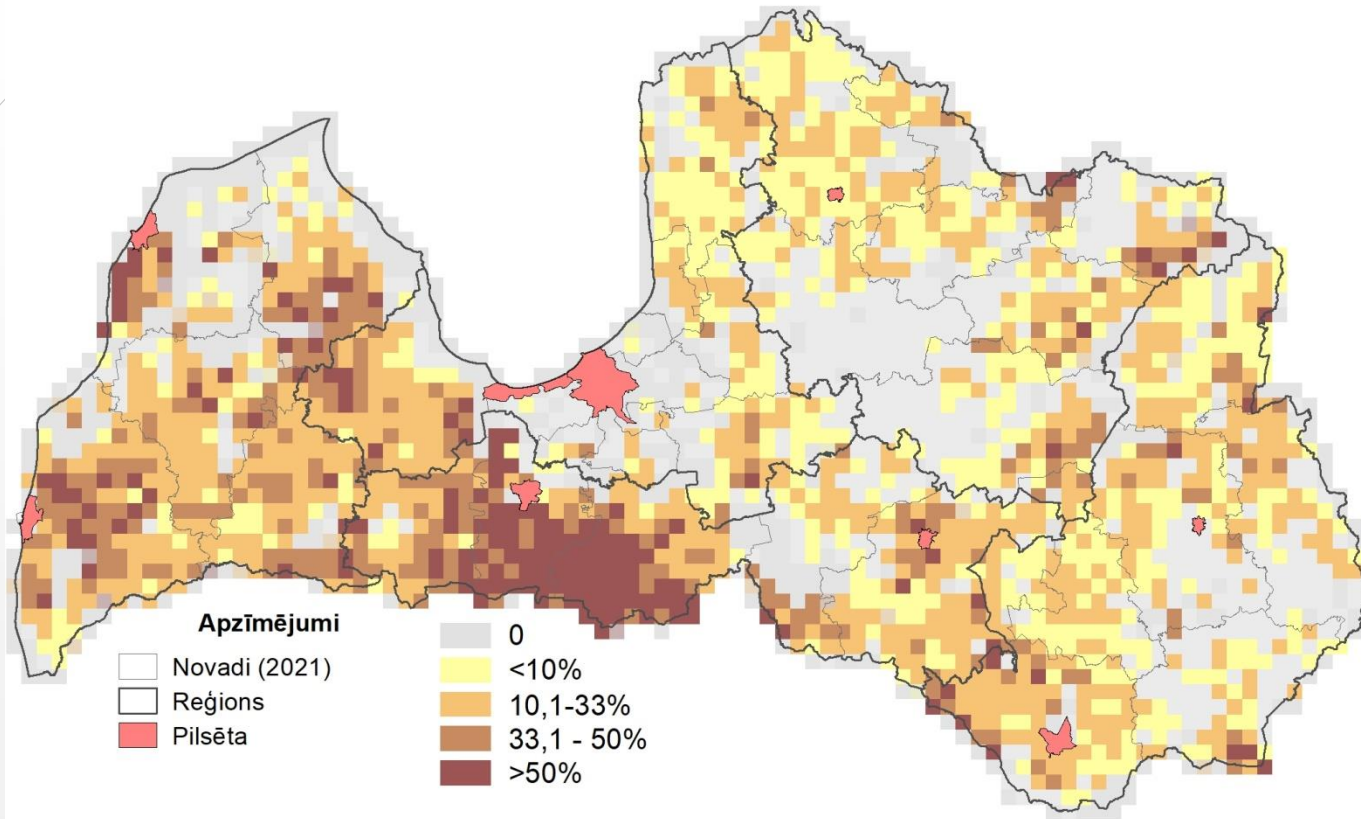 Apzīmējumi
Novadi (2021)
Reģions
Pilsēta
0
<10%
10,1-33%
33,1 - 50%
>50%